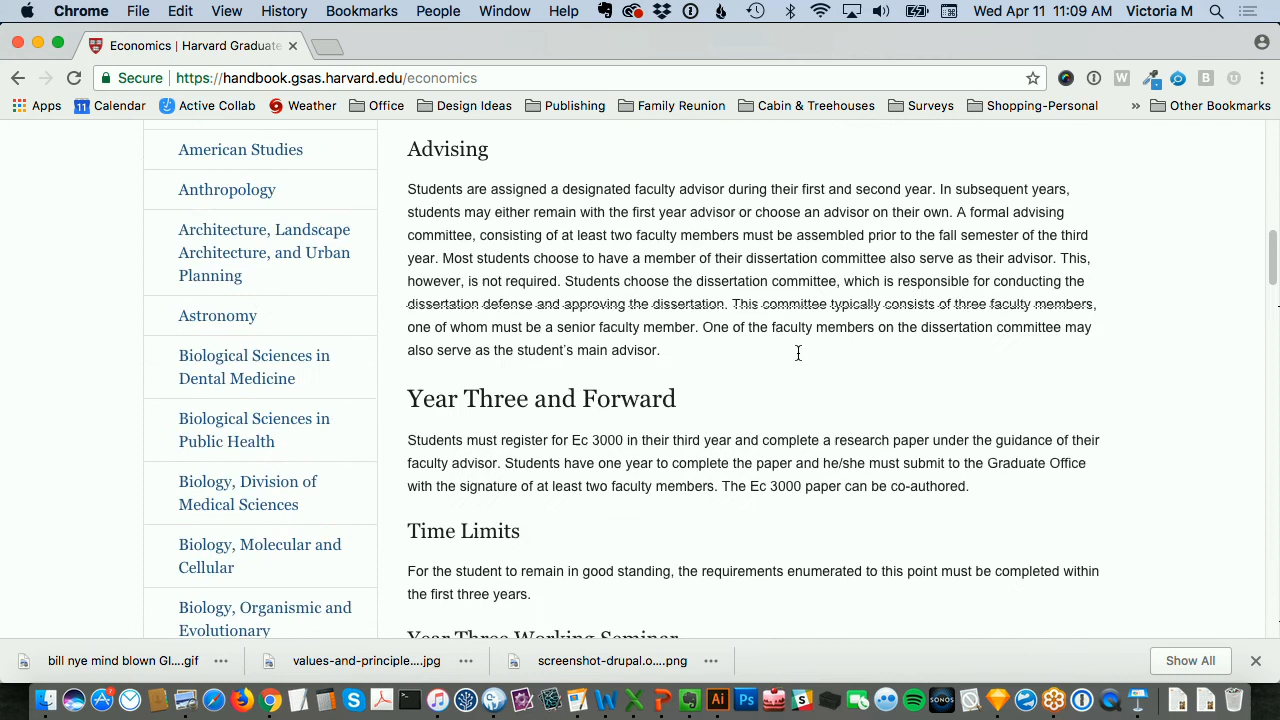 Chrome File Edit View History Bookmarks People Window Help Wed Apr 11 11:09 AM Victoria M
Economics | Harvard Graduate
Secure https://handbook.gsas.harvard.edu/economics
Apps Calendar Active Collab Weather Office Design Ideas Publishing Family Reunion Cabin & Treehouses Surveys Shopping-Personal » Other Bookmarks
American Studies
Anthropology
Architecture, Landscape
Architecture, and Urban
Planning
Astronomy
Biological Sciences in
Dental Medicine
Biological Sciences in
Public Health
Biology, Division of
Medical Sciences
Biology, Molecular and
Cellular
Biology, Organismic and
Evolutionary
Advising
Students are assigned a designated faculty advisor during their first and second year. In subsequent years,
students may either remain with the first year advisor or choose an advisor on their own. A formal advising
committee, consisting of at least two faculty members must be assembled prior to the fall semester of the third
year. Most students choose to have a member of their dissertation committee also serve as their advisor. This,
however, is not required. Students choose the dissertation committee, which is responsible for conducting the
dissertation defense and approving the dissertation. This committee typically consists of three faculty members,
one of whom must be a senior faculty member. One of the faculty members on the dissertation committee may
also serve as the student's main advisor.
Year Three and Forward
Students must register for Ec 3000 in their third year and complete a research paper under the guidance of their
faculty advisor. Students have one year to complete the paper and he/she must submit to the Graduate Office
with the signature of at least two faculty members. The Ec 3000 paper can be co-authored.
Time Limits
For the student to remain in good standing, the requirements enumerated to this point must be completed within
the first three years.
Year Three Working Seminar
bill nye mind blown GI....gif values-and-principle....jpg screenshot-drupal.o....png Show All